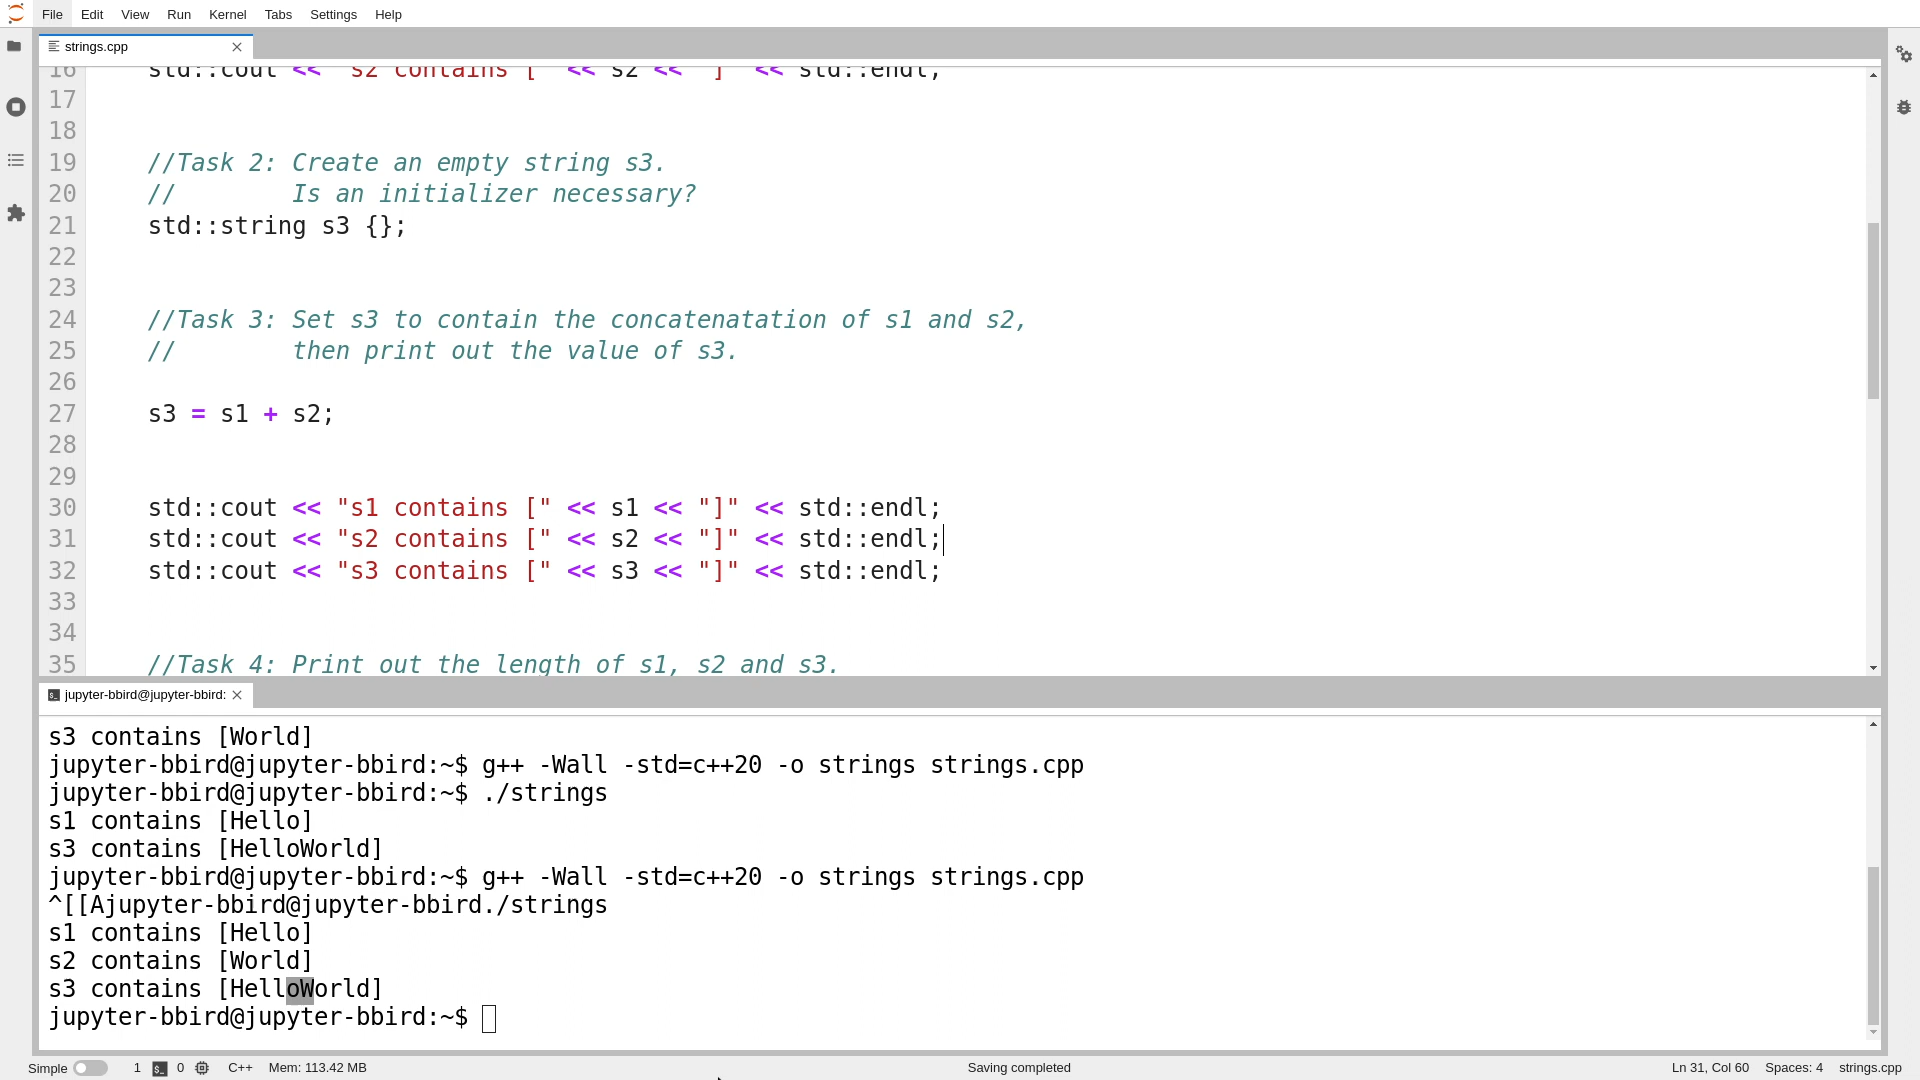 File Edit View Run Kernel Tabs Settings Help
strings.cpp
16 std::cout << "s2 contains [" << s2 << "]" << std::endl;
17
18
19 //Task 2: Create an empty string s3.
20 // Is an initializer necessary?
21 std::string s3 {};
22
23
24 //Task 3: Set s3 to contain the concatenatation of s1 and s2,
25 // then print out the value of s3.
26
27 s3 = s1 + s2;
28
29
30 std::cout << "s1 contains [" << s1 << "]" << std::endl;
31 std::cout << "s2 contains [" << s2 << "]" << std::endl;
32 std::cout << "s3 contains [" << s3 << "]" << std::endl;
33
34
35 //Task 4: Print out the length of s1, s2 and s3.
jupyter-bbird@jupyter-bbird:
s3 contains [World]
jupyter-bbird@jupyter-bbird:~$ g++ -Wall -std=c++20 -o strings strings.cpp
jupyter-bbird@jupyter-bbird:~$ ./strings
s1 contains [Hello]
s3 contains [HelloWorld]
jupyter-bbird@jupyter-bbird:~$ g++ -Wall -std=c++20 -o strings strings.cpp
^[[Ajupyter-bbird@jupyter-bbird./strings
s1 contains [Hello]
s2 contains [World]
s3 contains [HelloWorld]
jupyter-bbird@jupyter-bbird:~$
Simple 1 $_ 0 C++ Mem: 113.42 MB Saving completed Ln 31, Col 60 Spaces: 4 strings.cpp